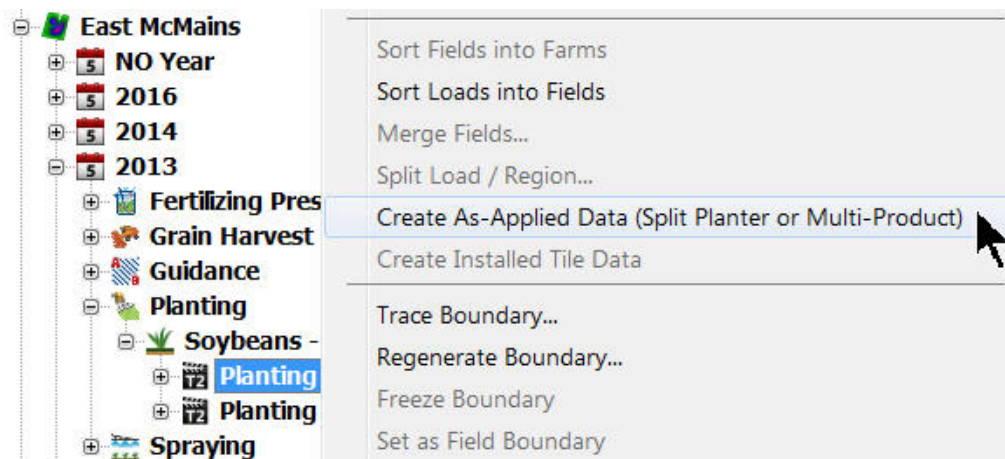 East McMains
NO Year
2016
2014
2013
Fertilizing Pres
Grain Harvest
Guidance
Planting
Soybeans -
Planting
Planting
Spraying
Sort Fields into Farms
Sort Loads into Fields
Merge Fields...
Split Load / Region...
Create As-Applied Data (Split Planter or Multi-Product)
Create Installed Tile Data
Trace Boundary...
Regenerate Boundary...
Freeze Boundary
Set as Field Boundary